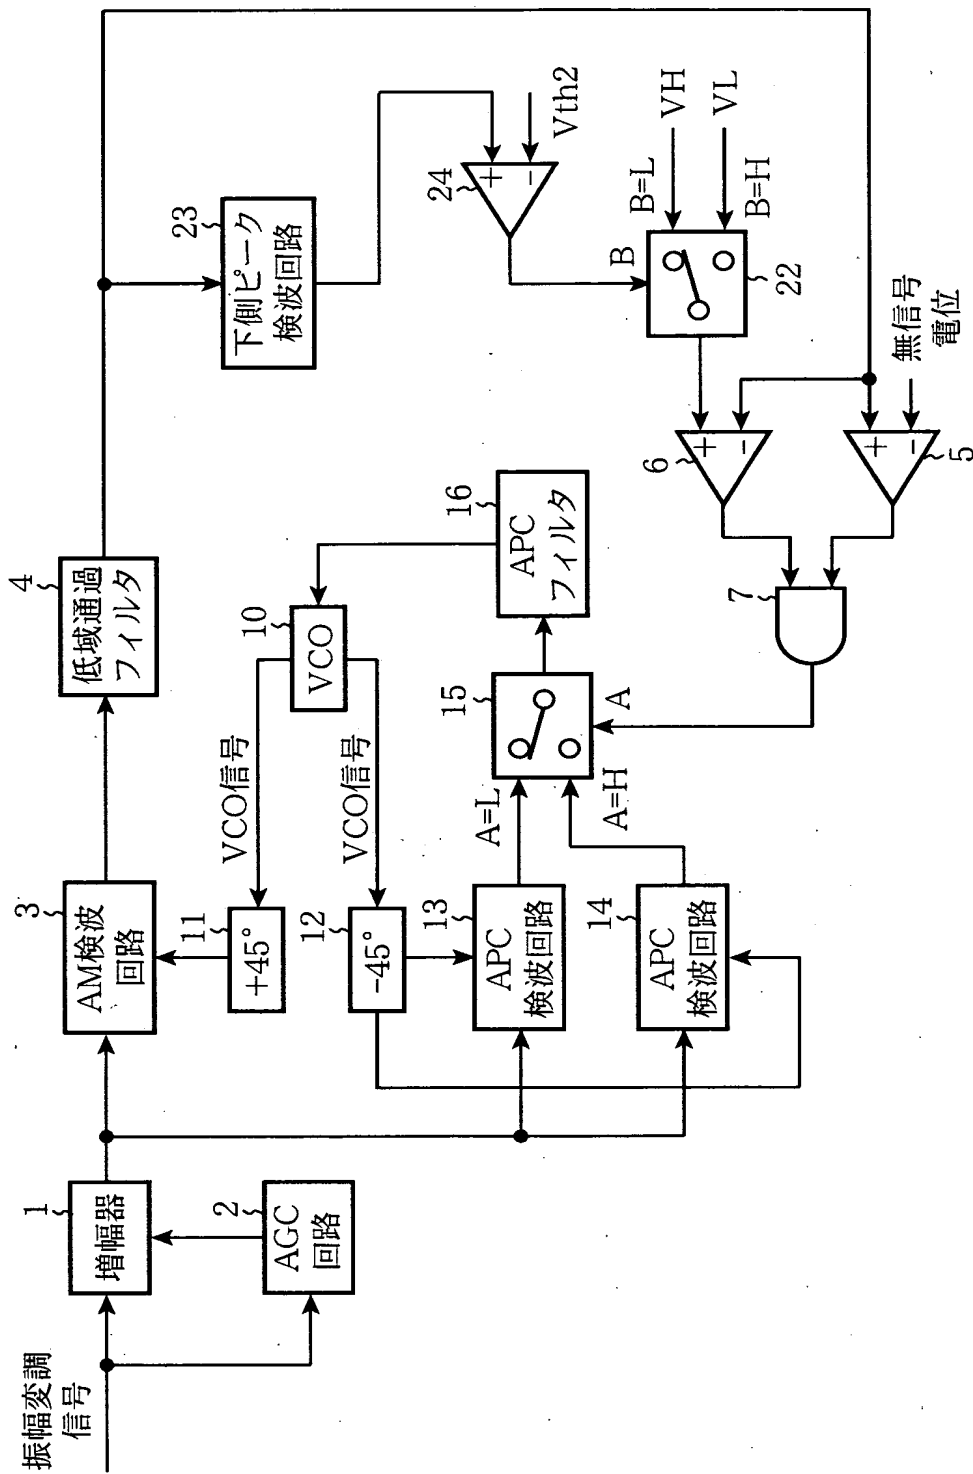 振幅変調
信号
1
増幅器
2
AGC
回路
3
AM検波
回路
4
低域通過
フィルタ
11
+45°
12
-45°
VCO信号
VCO信号
10
VCO
13
APC
検波回路
14
APC
検波回路
A=L
A=H
15
A
16
APC
フィルタ
7
6
+
-
5
+
-
無信号
電位
23
下側ピーク
検波回路
24
+
-
Vth2
B
22
B=L
VH
VL
B=H